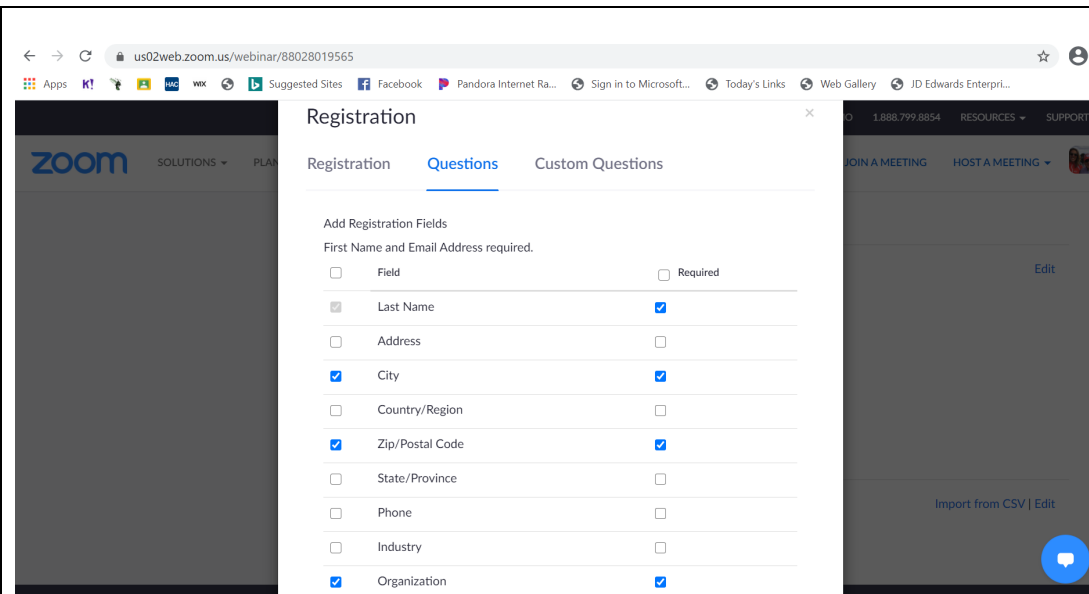 us02web.zoom.us/webinar/88028019565
Apps K! HAC WIX Suggested Sites Facebook Pandora Internet Ra... Sign in to Microsoft... Today's Links Web Gallery JD Edwards Enterpri...
Registration
1.888.799.8854 RESOURCES SUPPORT
zoom SOLUTIONS PLAN JOIN A MEETING HOST A MEETING
Registration Questions Custom Questions
Add Registration Fields
First Name and Email Address required.
Edit
Field Required
Last Name
Address
City
Country/Region
Zip/Postal Code
State/Province
Import from CSV | Edit
Phone
Industry
Organization